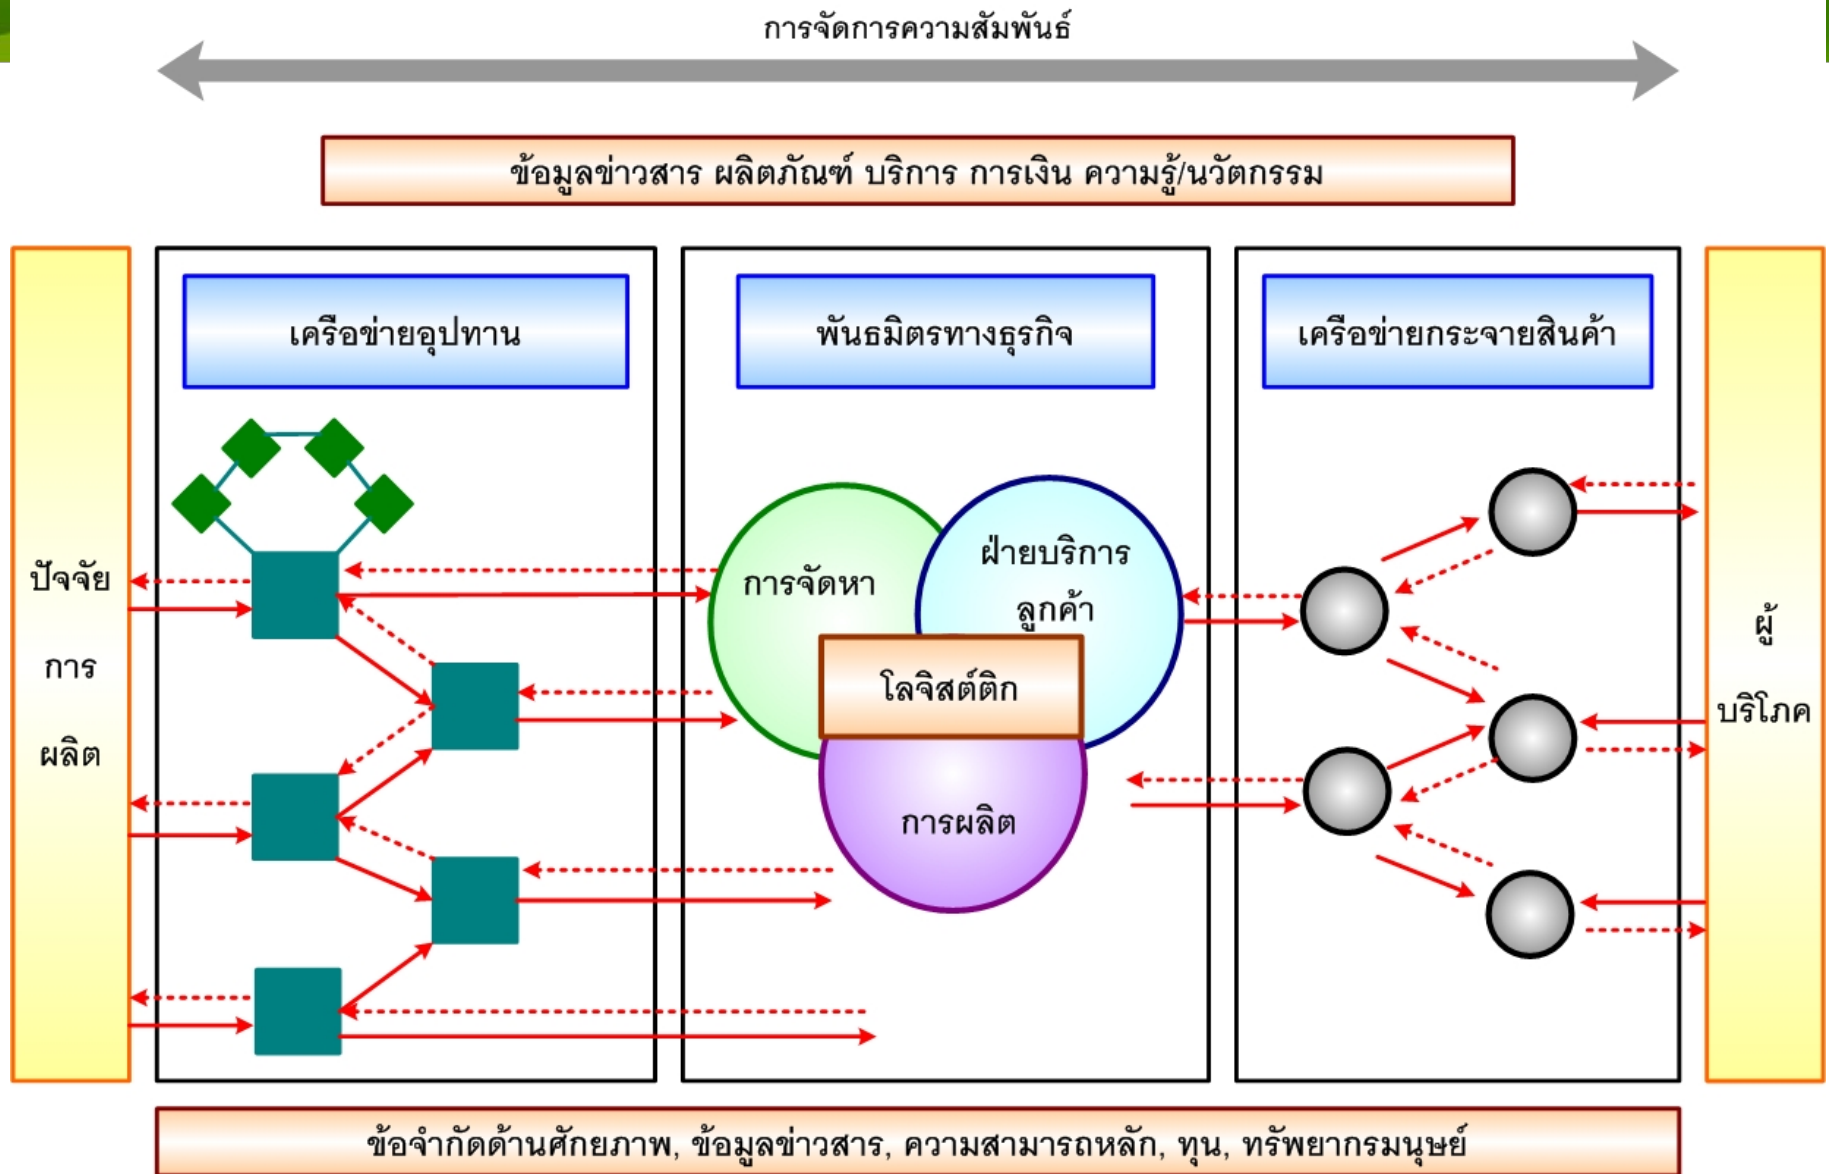 การจัดการความสัมพันธ์
ข้อมูลข่าวสาร ผลิตภัณฑ์ บริการ การเงิน ความรู้/นวัตกรรม
เครือข่ายอุปทาน
พันธมิตรทางธุรกิจ
เครือข่ายกระจายสินค้า
ปัจจัย
การ
ผลิต
การจัดหา
ฝ่ายบริการ
ลูกค้า
โลจิสต์ติก
การผลิต
ผู้
บริโภค
ข้อจำกัดด้านศักยภาพ, ข้อมูลข่าวสาร, ความสามารถหลัก, ทุน, ทรัพยากรมนุษย์